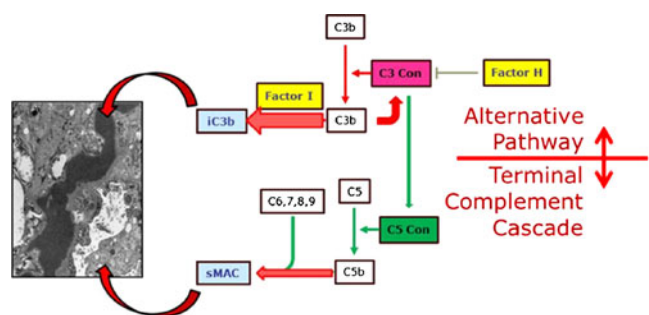 C3b
C3 Con
Factor H
Factor I
iC3b
C3b
Alternative
Pathway
Terminal
Complement
Cascade
C6,7,8,9
C5
C5 Con
sMAC
C5b